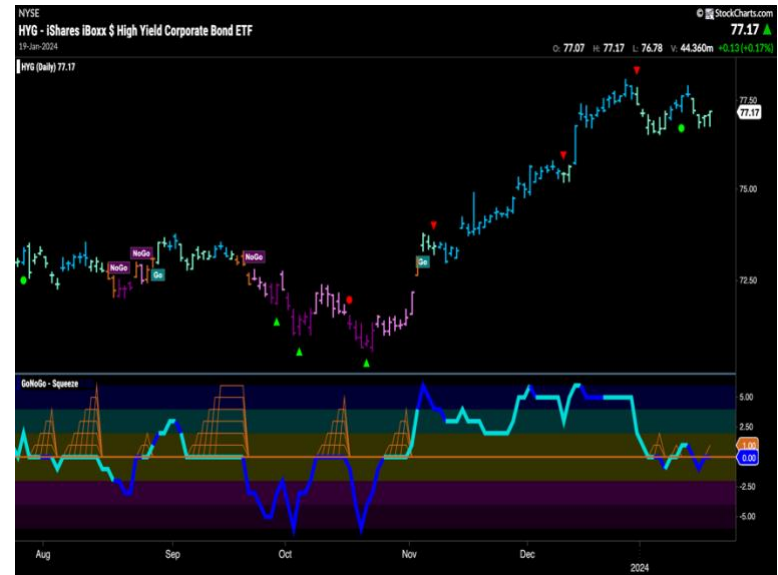 NYSE
© StockCharts.com
HYG - iShares iBoxx $ High Yield Corporate Bond ETF
77.17
19-Jan-2024
O: 77.07 H: 77.17 L: 76.78 V: 44.360m +0.13 (+0.17%)
HYG (Daily) 77.17
77.50
77.17
75.00
NoGo
NoGo
NoGo
Go
Go
72.50
GoNoGo - Squeeze
5.00
2.50
1.00
0.00
-2.50
-5.00
Aug Sep Oct Nov Dec
2024